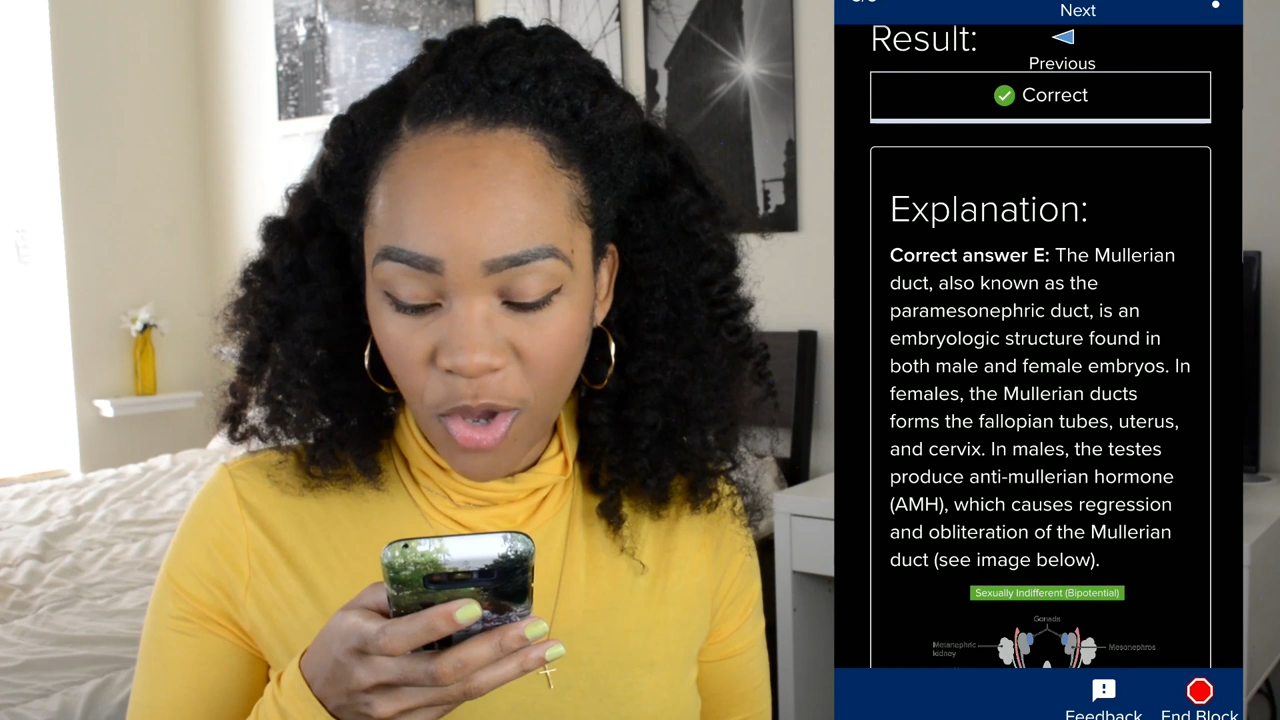 Next
Result:
Previous
Correct
Explanation:
Correct answer E: The Mullerian
duct, also known as the
paramesonephric duct, is an
embryologic structure found in
both male and female embryos. In
females, the Mullerian ducts
forms the fallopian tubes, uterus,
and cervix. In males, the testes
produce anti-mullerian hormone
(AMH), which causes regression
and obliteration of the Mullerian
duct (see image below).
Sexually Indifferent (Bipotential)
Gonads
Metanephric
kidney
Mesonephros
Feedback
End Block